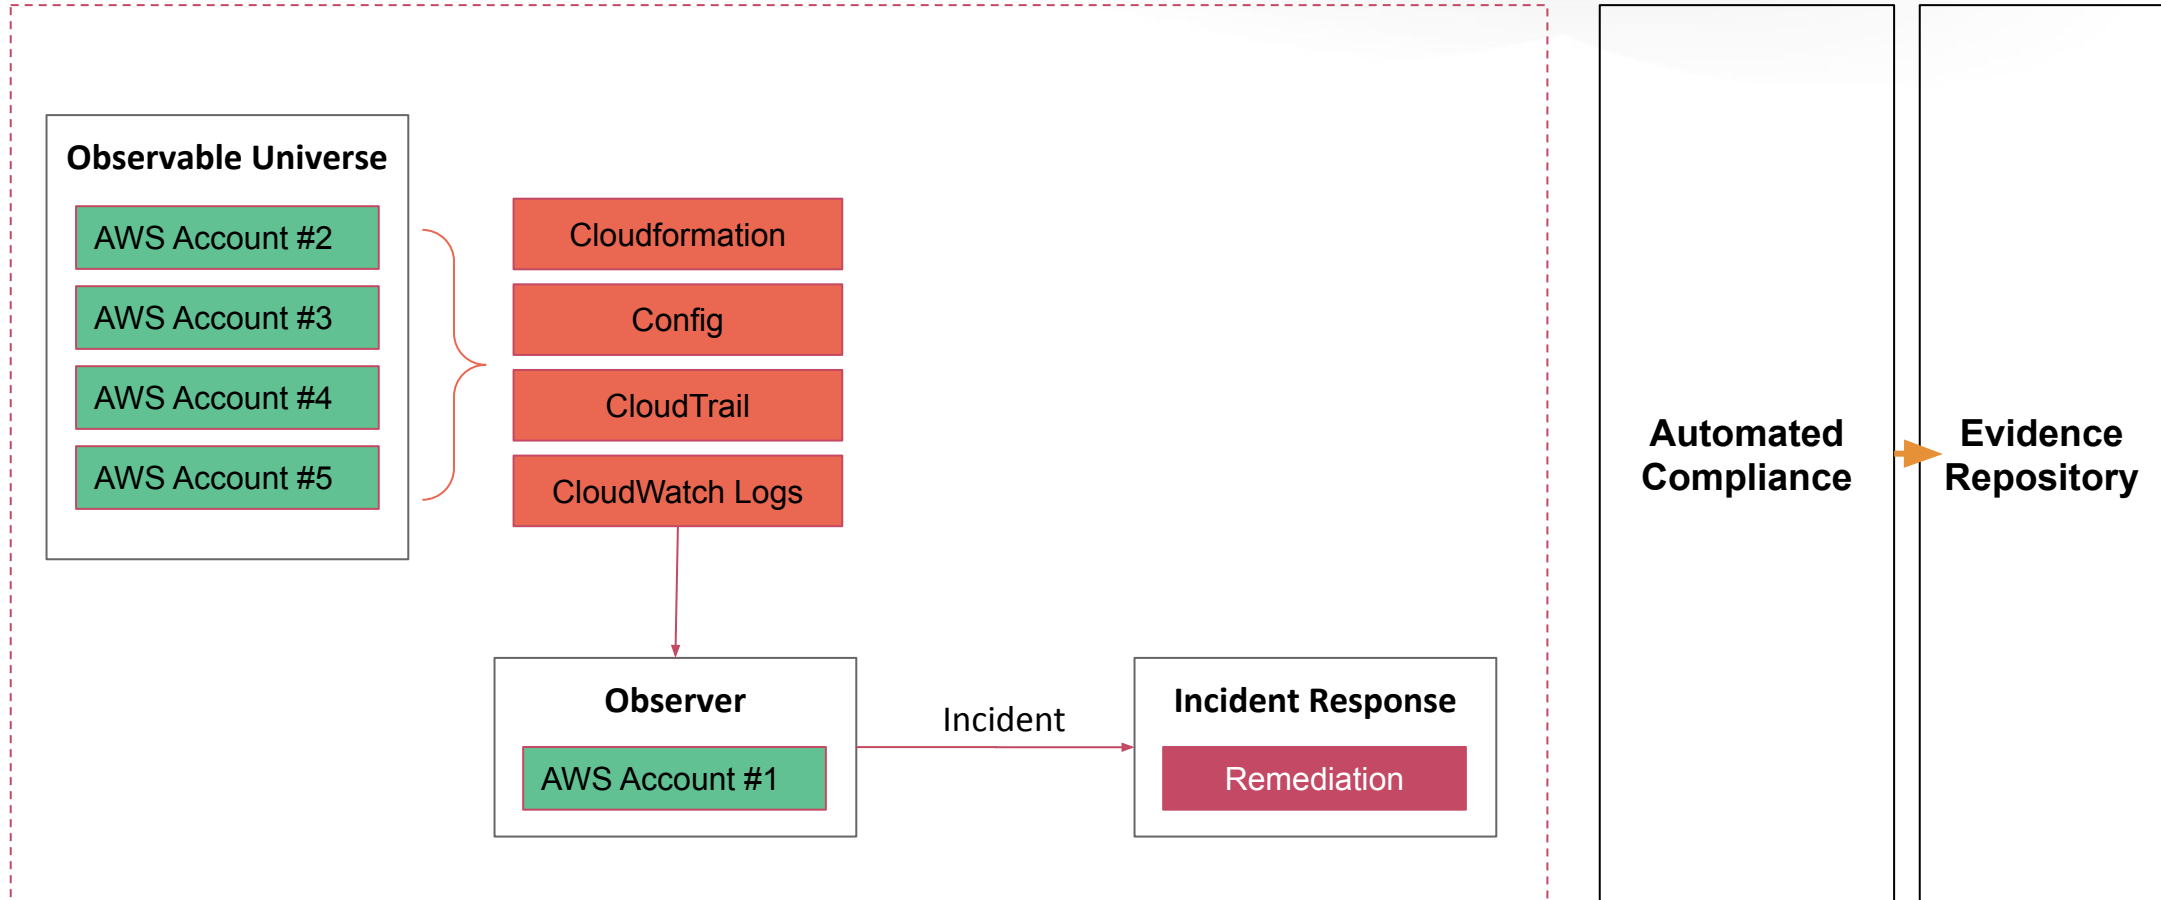 Observable Universe
AWS Account #2
AWS Account #3
AWS Account #4
AWS Account #5
Cloudformation
Config
CloudTrail
CloudWatch Logs
Observer
AWS Account #1
Incident
Incident Response
Remediation
Automated
Compliance
Evidence
Repository